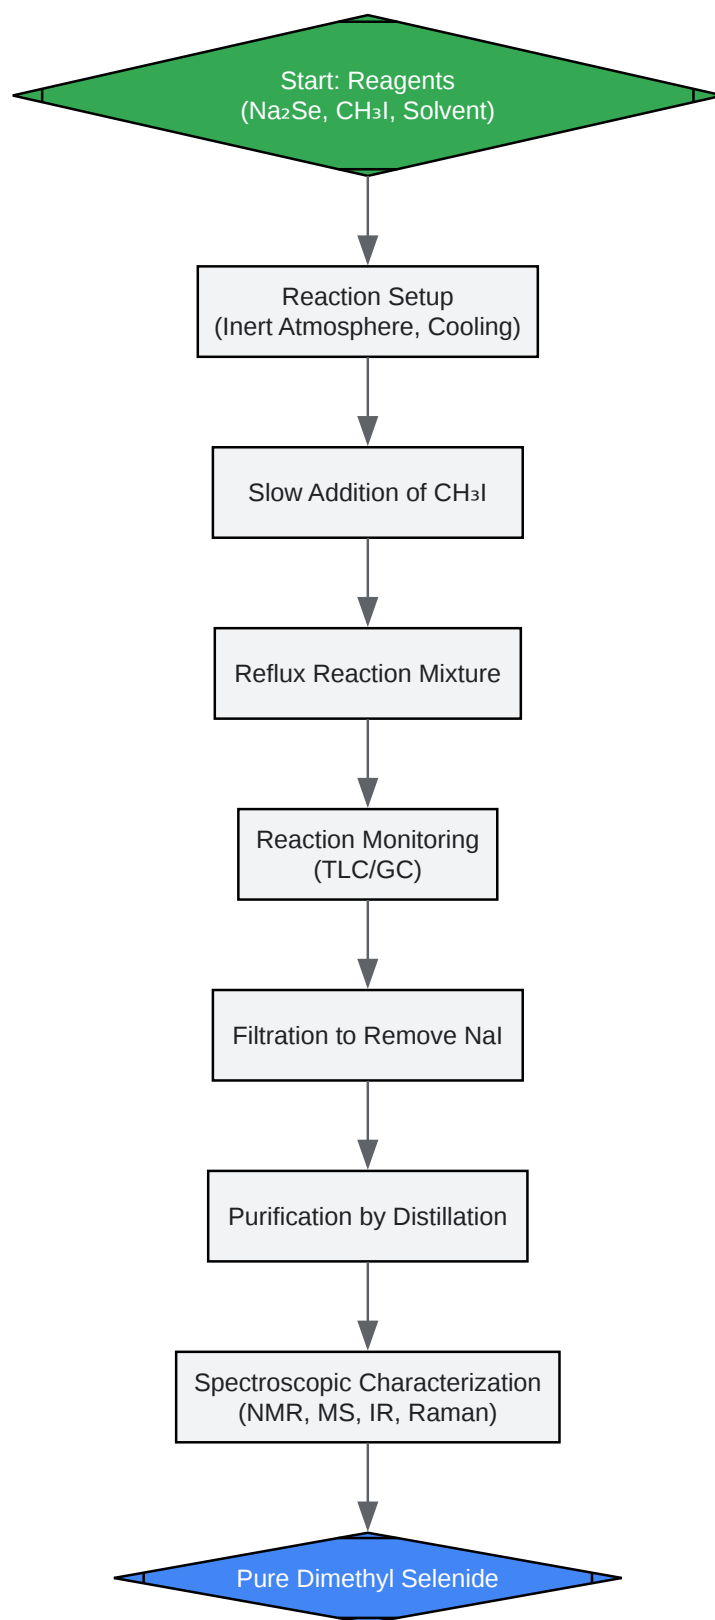 Start: Reagents
(Na₂Se, CH₃I, Solvent)
Reaction Setup
(Inert Atmosphere, Cooling)
Slow Addition of CH₃I
Reflux Reaction Mixture
Reaction Monitoring
(TLC/GC)
Filtration to Remove NaI
Purification by Distillation
Spectroscopic Characterization
(NMR, MS, IR, Raman)
Pure Dimethyl Selenide